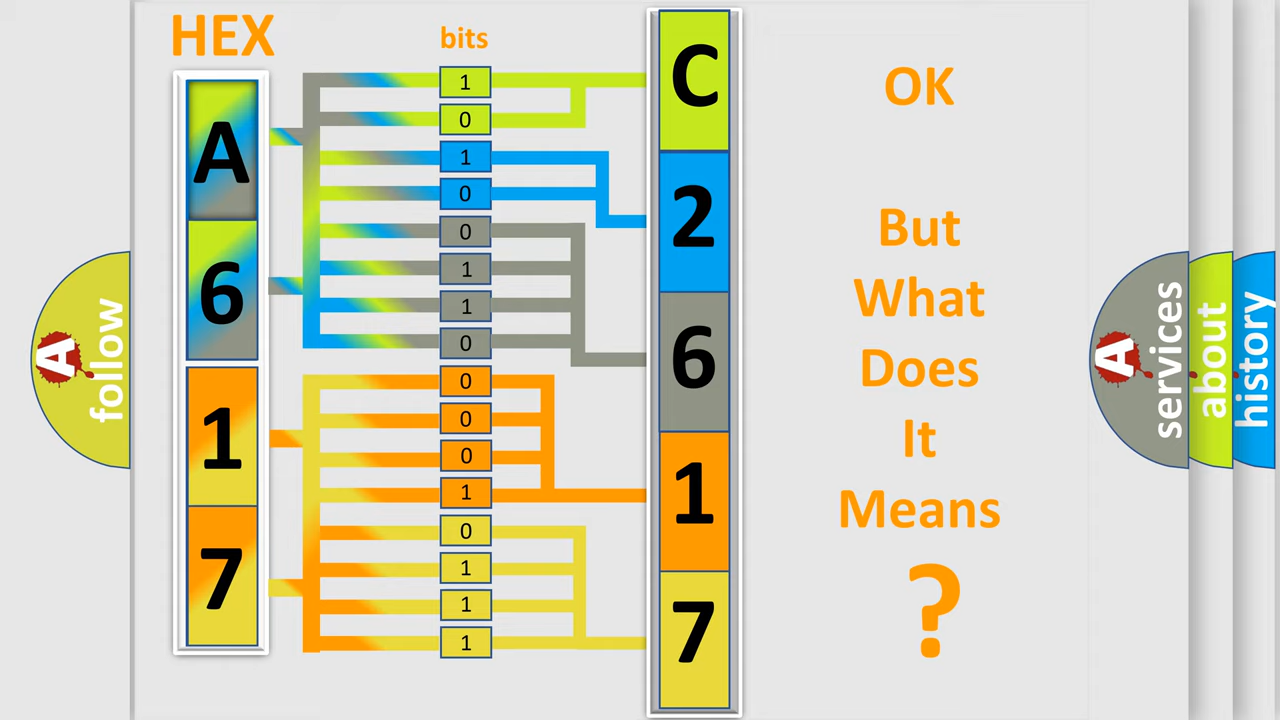 HEX
bits
A
6
1
7
1
0
1
0
0
1
1
0
0
0
0
1
0
1
1
1
C
2
6
1
7
OK
But
What
Does
It
Means
?
A
follow
A
services
about
history